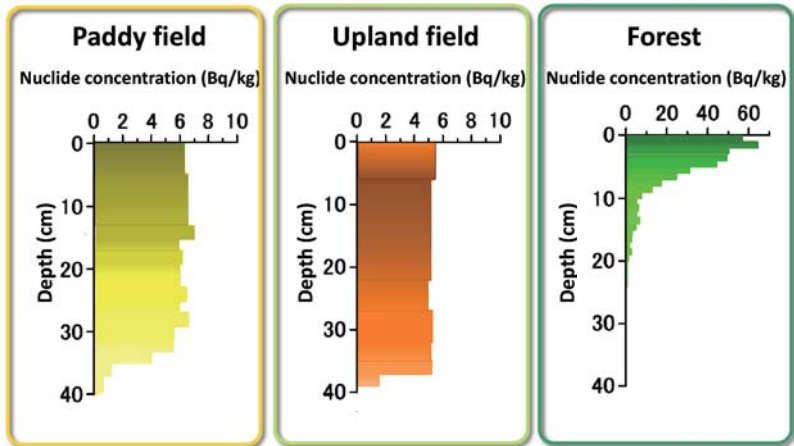 Paddy field
Nuclide concentration (Bq/kg)
0 2 4 6 8 10
0
10
20
30
40
Depth (cm)
Upland field
Nuclide concentration (Bq/kg)
0 2 4 6 8 10
0
10
20
30
40
Depth (cm)
Forest
Nuclide concentration (Bq/kg)
0 20 40 60
0
10
20
30
40
Depth (cm)